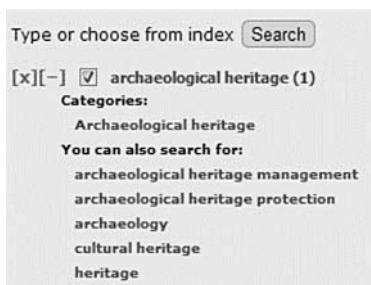 Type or choose from index Search
[x][-] archaeological heritage (1)
Categories:
Archaeological heritage
You can also search for:
archaeological heritage management
archaeological heritage protection
archaeology
cultural heritage
heritage